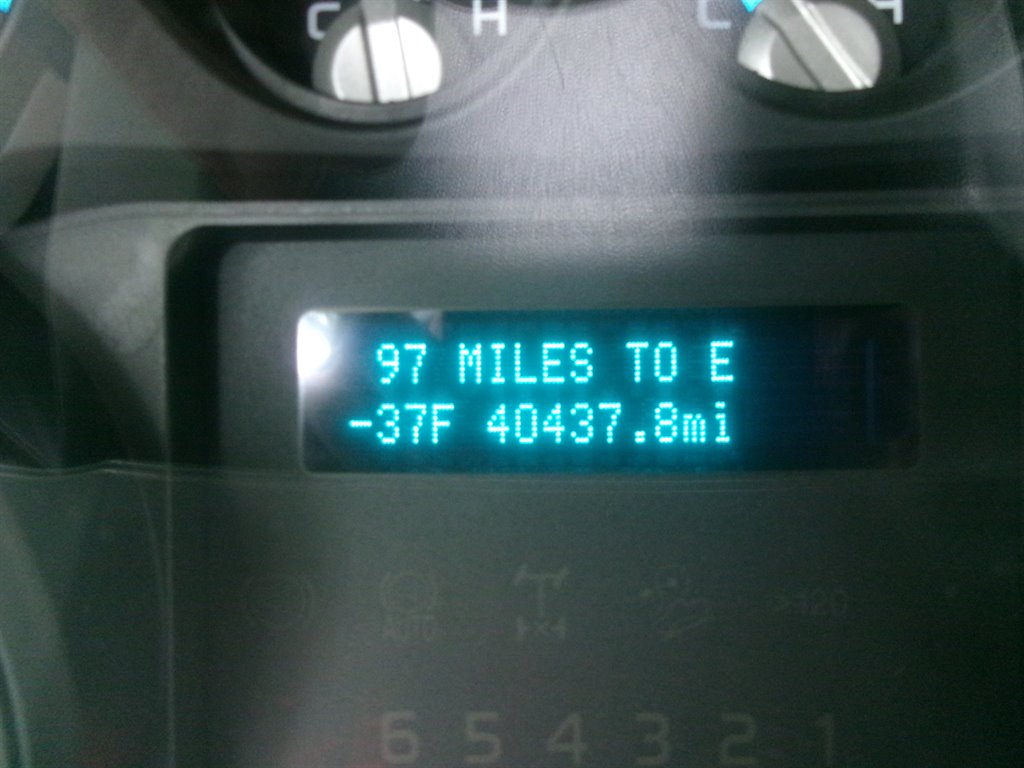 C H C H
97 MILES TO E
-37F 40437.8mi
AUTO
6 5 4 3 2 1